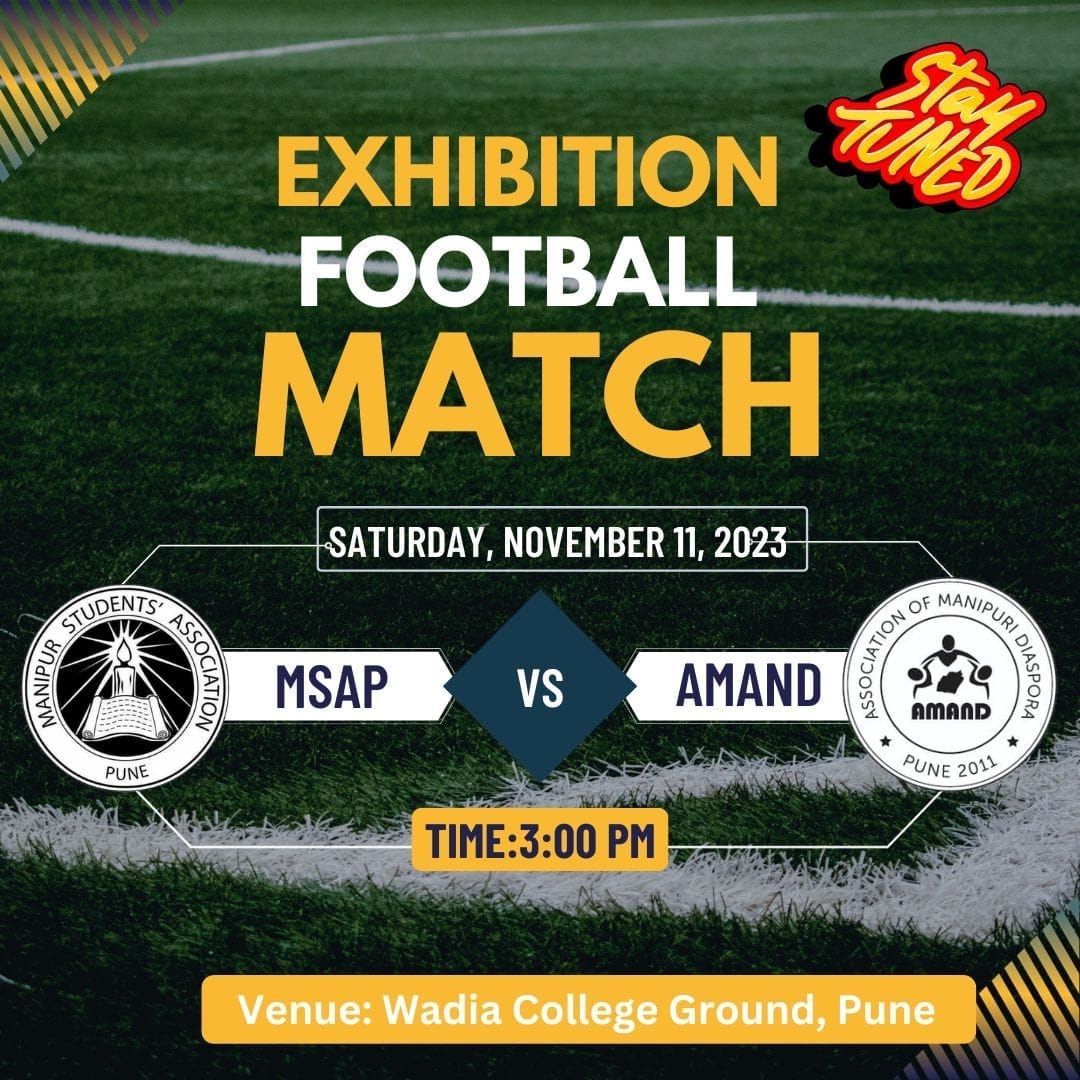 Stay
TUNED
EXHIBITION
FOOTBALL
MATCH
SATURDAY, NOVEMBER 11, 2023
MANIPUR STUDENTS' ASSOCIATION
PUNE
MSAP
VS
AMAND
ASSOCIATION OF MANIPURI DIASPORA
AMAND
PUNE 2011
TIME:3:00 PM
Venue: Wadia College Ground, Pune